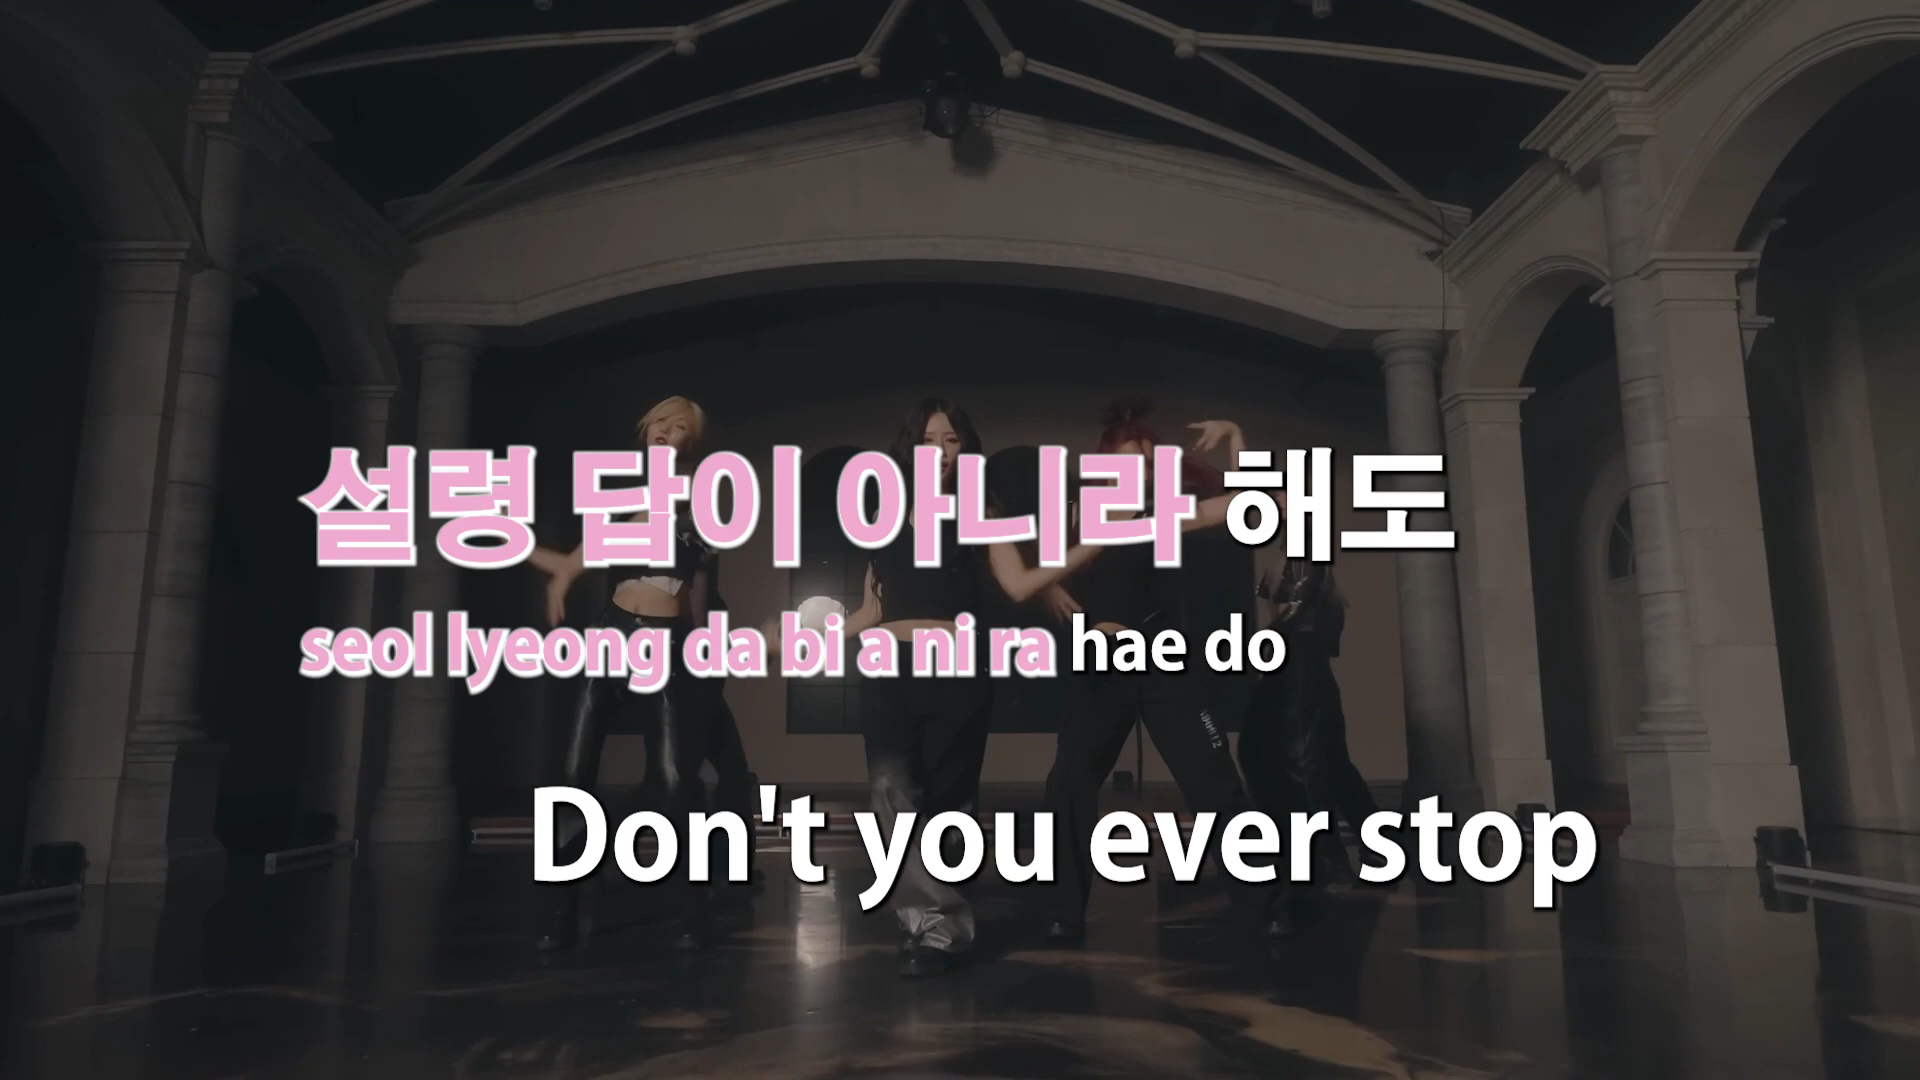 설령 답이 아니라 해도
seol lyeong da bi a ni ra hae do
Don't you ever stop